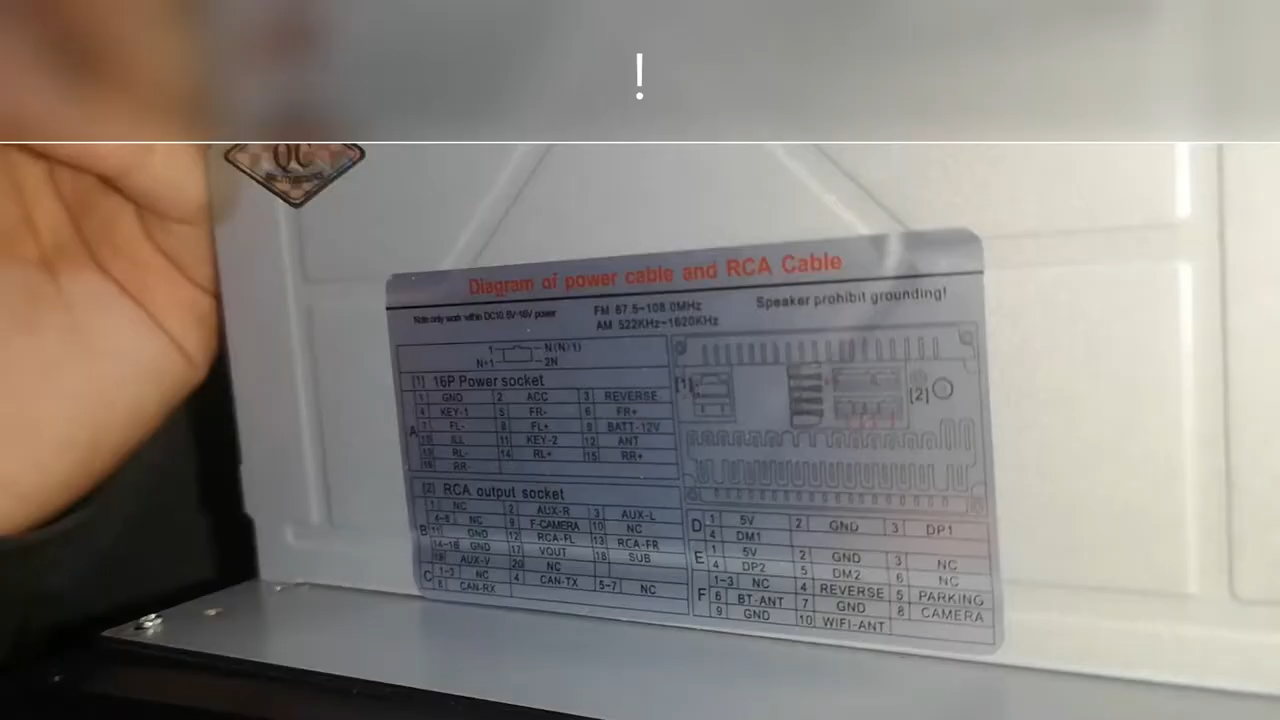 !
QC
Diagram of power cable and RCA Cable
Note:only work within DC10.5V-16V power
FM 87.5~108.0MHz
AM 522KHz~1620KHz
Speaker prohibit grounding!
1 N(N>1)
N+1 2N
[1] 16P Power socket
A
1 GND 2 ACC 3 REVERSE
4 KEY-1 5 FR- 6 FR+
7 FL- 8 FL+ 9 BATT-12V
10 ILL 11 KEY-2 12 ANT
13 RL- 14 RL+ 15 RR+
16 RR-
[1]
[2]
[2] RCA output socket
B
1 NC 2 AUX-R 3 AUX-L
4-8 NC 9 F-CAMERA 10 NC
11 GND 12 RCA-FL 13 RCA-FR
14-16 GND 17 VOUT 18 SUB
19 AUX-V 20 NC
C
1-3 NC 4 CAN-TX 5-7 NC
8 CAN-RX
D
1 5V 2 GND 3 DP1
4 DM1
E
1 5V 2 GND 3 NC
4 DP2 5 DM2 6 NC
F
1-3 NC 4 REVERSE 5 PARKING
6 BT-ANT 7 GND 8 CAMERA
9 GND 10 WIFI-ANT